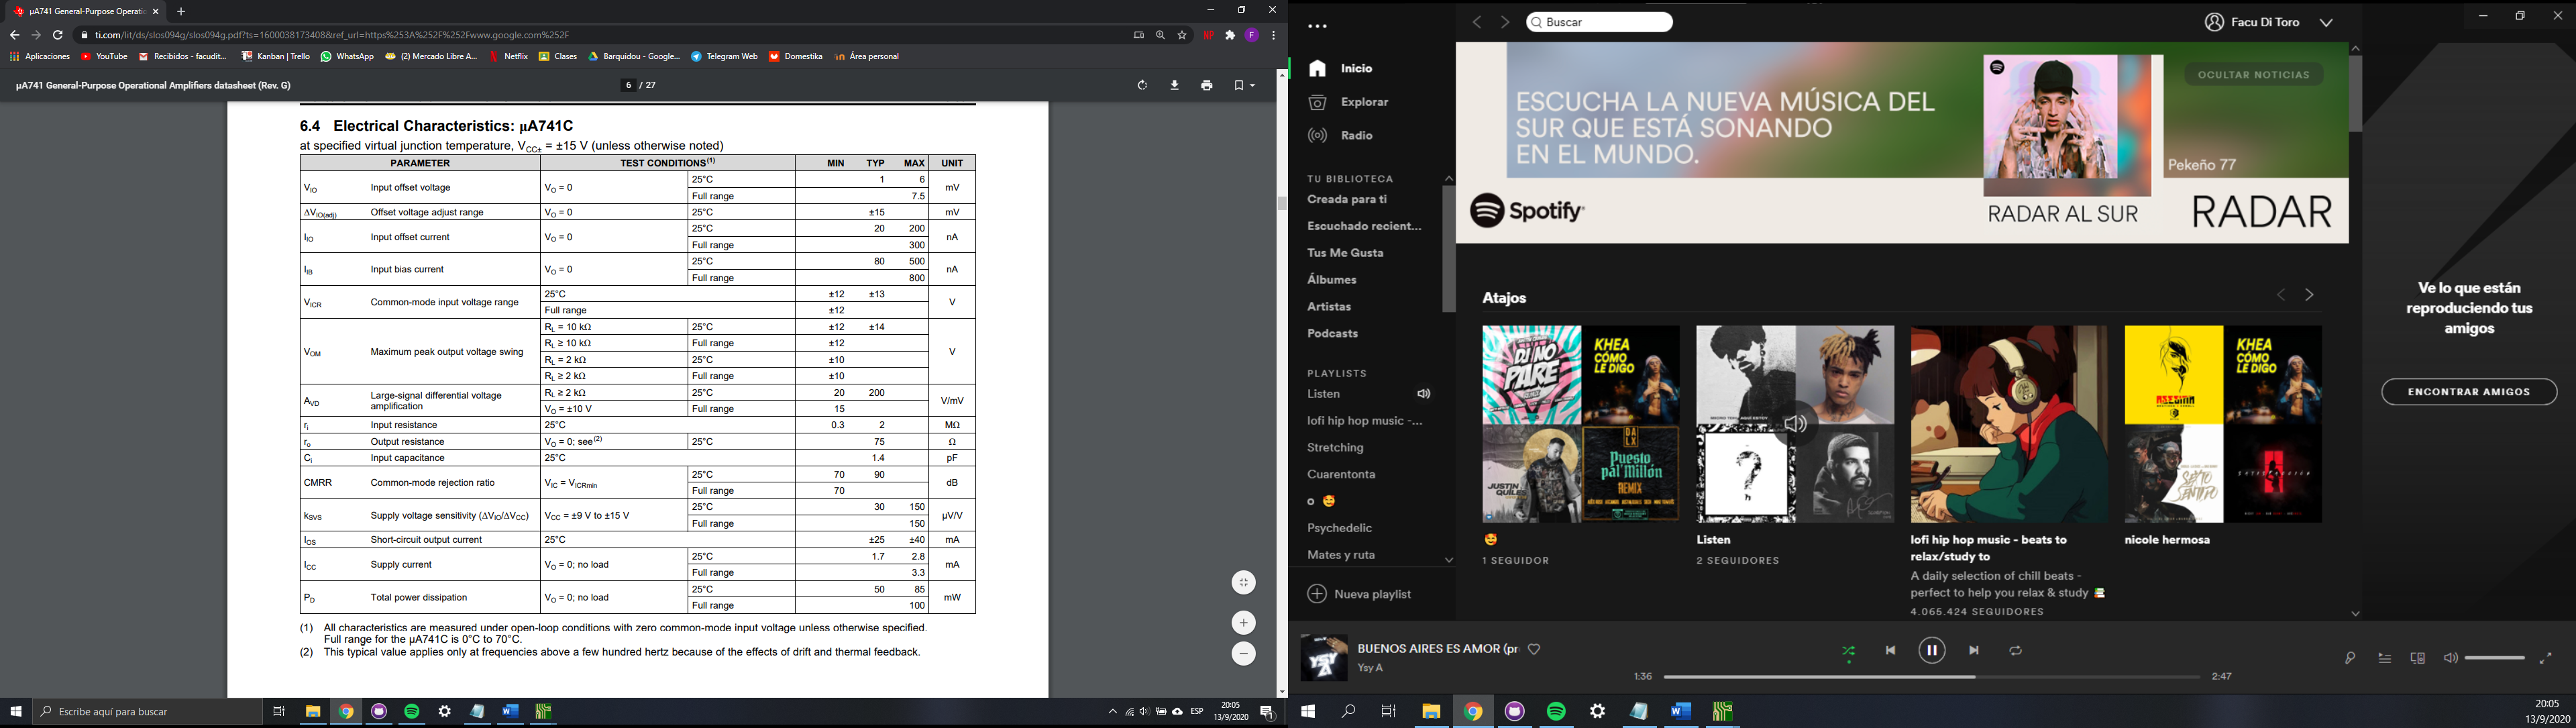 µA741 General-Purpose Operatio
ti.com/lit/ds/slos094g/slos094g.pdf?ts=1600038173408&ref_url=https%253A%252F%252Fwww.google.com%252F
Aplicaciones YouTube Recibidos - facudit... Kanban | Trello WhatsApp (2) Mercado Libre A... Netflix Clases Barquidou - Google... Telegram Web Domestika Área personal
µA741 General-Purpose Operational Amplifiers datasheet (Rev. G) 6 / 27
6.4 Electrical Characteristics: µA741C
at specified virtual junction temperature, VCC± = ±15 V (unless otherwise noted)
PARAMETER TEST CONDITIONS(1) MIN TYP MAX UNIT
VIO Input offset voltage VO = 0 25°C 1 6 mV
Full range 7.5
ΔVIO(adj) Offset voltage adjust range VO = 0 25°C ±15 mV
IIO Input offset current VO = 0 25°C 20 200 nA
Full range 300
IIB Input bias current VO = 0 25°C 80 500 nA
Full range 800
VICR Common-mode input voltage range 25°C ±12 ±13 V
Full range ±12
VOM Maximum peak output voltage swing RL = 10 kΩ 25°C ±12 ±14 V
RL ≥ 10 kΩ Full range ±12
RL = 2 kΩ 25°C ±10
RL ≥ 2 kΩ Full range ±10
AVD Large-signal differential voltage amplification RL ≥ 2 kΩ 25°C 20 200 V/mV
VO = ±10 V Full range 15
ri Input resistance 25°C 0.3 2 MΩ
ro Output resistance VO = 0; see(2) 25°C 75 Ω
Ci Input capacitance 25°C 1.4 pF
CMRR Common-mode rejection ratio VIC = VICRmin 25°C 70 90 dB
Full range 70
kSVS Supply voltage sensitivity (ΔVIO/ΔVCC) VCC = ±9 V to ±15 V 25°C 30 150 µV/V
Full range 150
IOS Short-circuit output current 25°C ±25 ±40 mA
ICC Supply current VO = 0; no load 25°C 1.7 2.8 mA
Full range 3.3
PD Total power dissipation VO = 0; no load 25°C 50 85 mW
Full range 100
(1) All characteristics are measured under open-loop conditions with zero common-mode input voltage unless otherwise specified.
Full range for the µA741C is 0°C to 70°C.
(2) This typical value applies only at frequencies above a few hundred hertz because of the effects of drift and thermal feedback.
Escribe aquí para buscar
ESP
20:05
13/9/2020
Buscar
Facu Di Toro
Inicio
Explorar
Radio
TU BIBLIOTECA
Creada para ti
Escuchado recient...
Tus Me Gusta
Álbumes
Artistas
Podcasts
PLAYLISTS
Listen
lofi hip hop music -...
Stretching
Cuarentonta
o
Psychedelic
Mates y ruta
Nueva playlist
ESCUCHA LA NUEVA MÚSICA DEL
SUR QUE ESTÁ SONANDO
EN EL MUNDO.
OCULTAR NOTICIAS
Pekeño 77
Spotify
RADAR AL SUR
RADAR
Atajos
DJ NO PARE
KHEA
CÓMO
LE DIGO
JUSTIN
QUILES
DALX
Puesto
pal' Millón
REMIX
?
KHEA
CÓMO
LE DIGO
SEXTO
SENTIDO
1 SEGUIDOR
Listen
2 SEGUIDORES
lofi hip hop music - beats to
relax/study to
A daily selection of chill beats -
perfect to help you relax & study
4.065.424 SEGUIDORES
nicole hermosa
Ve lo que están
reproduciendo tus
amigos
ENCONTRAR AMIGOS
YSY
A
BUENOS AIRES ES AMOR (pr
Ysy A
1:36
2:47
20:05
13/9/2020